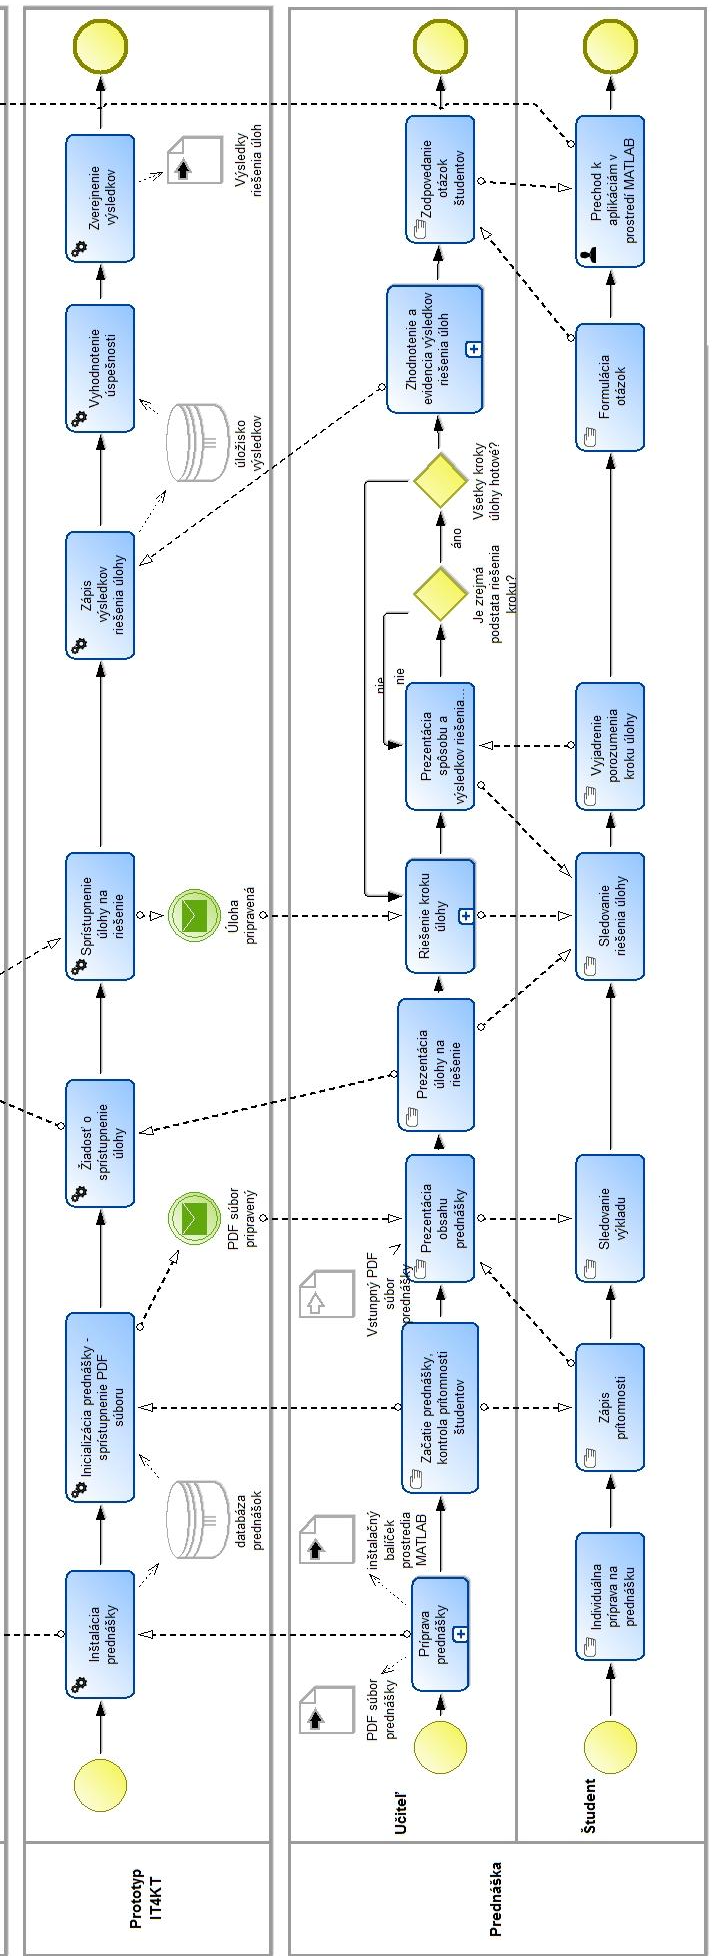 Prototyp
IT4KT
Inštalácia
prednášky
databáza
prednášok
Inicializácia prednášky -
sprístupnenie PDF
súboru
PDF súbor
pripravený
Žiadosť o
sprístupnenie
úlohy
Sprístupnenie
úlohy na
riešenie
Úloha
pripravená
Zápis
výsledkov
riešenia úlohy
úložisko
výsledkov
Vyhodnotenie
úspešnosti
Zverejnenie
výsledkov
Výsledky
riešenia úloh
Prednáška
Učiteľ
Príprava
prednášky
PDF súbor
prednášky
inštalačný
balíček
prostredia
MATLAB
Začatie prednášky,
kontrola prítomnosti
študentov
Vstunpný PDF
súbor
prednášky
Prezentácia
obsahu
prednášky
Prezentácia
úlohy na
riešenie
Riešenie kroku
úlohy
Prezentácia
spôsobu a
výsledkov riešenia...
nie
nie
Je zrejmá
podstata riešenia
kroku?
áno
Všetky kroky
úlohy hotové?
Zhodnotenie a
evidencia výsledkov
riešenia úloh
Zodpovedanie
otázok
študentov
Študent
Individuálna
príprava na
prednášku
Zápis
prítomnosti
Sledovanie
výkladu
Sledovanie
riešenia úlohy
Vyjadrenie
porozumenia
kroku úlohy
Formulácia
otázok
Prechod k
aplikáciám v
prostredí MATLAB